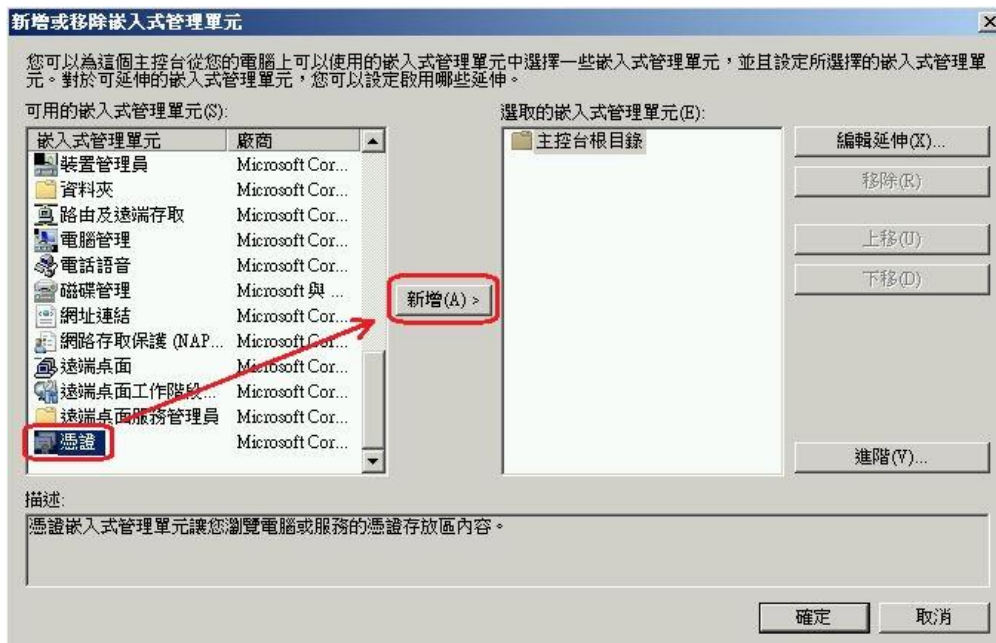 新增或移除嵌入式管理單元
您可以為這個主控台從您的電腦上可以使用的嵌入式管理單元中選擇一些嵌入式管理單元，並且設定所選擇的嵌入式管理單
元。對於可延伸的嵌入式管理單元，您可以設定啟用哪些延伸。
可用的嵌入式管理單元(S):
嵌入式管理單元 廠商
裝置管理員 Microsoft Cor...
資料夾 Microsoft Cor...
路由及遠端存取 Microsoft Cor...
電腦管理 Microsoft Cor...
電話語音 Microsoft Cor...
磁碟管理 Microsoft 與 ...
網址連結 Microsoft Cor...
網路存取保護 (NAP... Microsoft Cor...
遠端桌面 Microsoft Cor...
遠端桌面工作階段... Microsoft Cor...
遠端桌面服務管理員 Microsoft Cor...
憑證 Microsoft Cor...
新增(A) >
選取的嵌入式管理單元(E):
主控台根目錄
編輯延伸(X)...
移除(R)
上移(U)
下移(D)
進階(V)...
描述:
憑證嵌入式管理單元讓您瀏覽電腦或服務的憑證存放區內容。
確定
取消